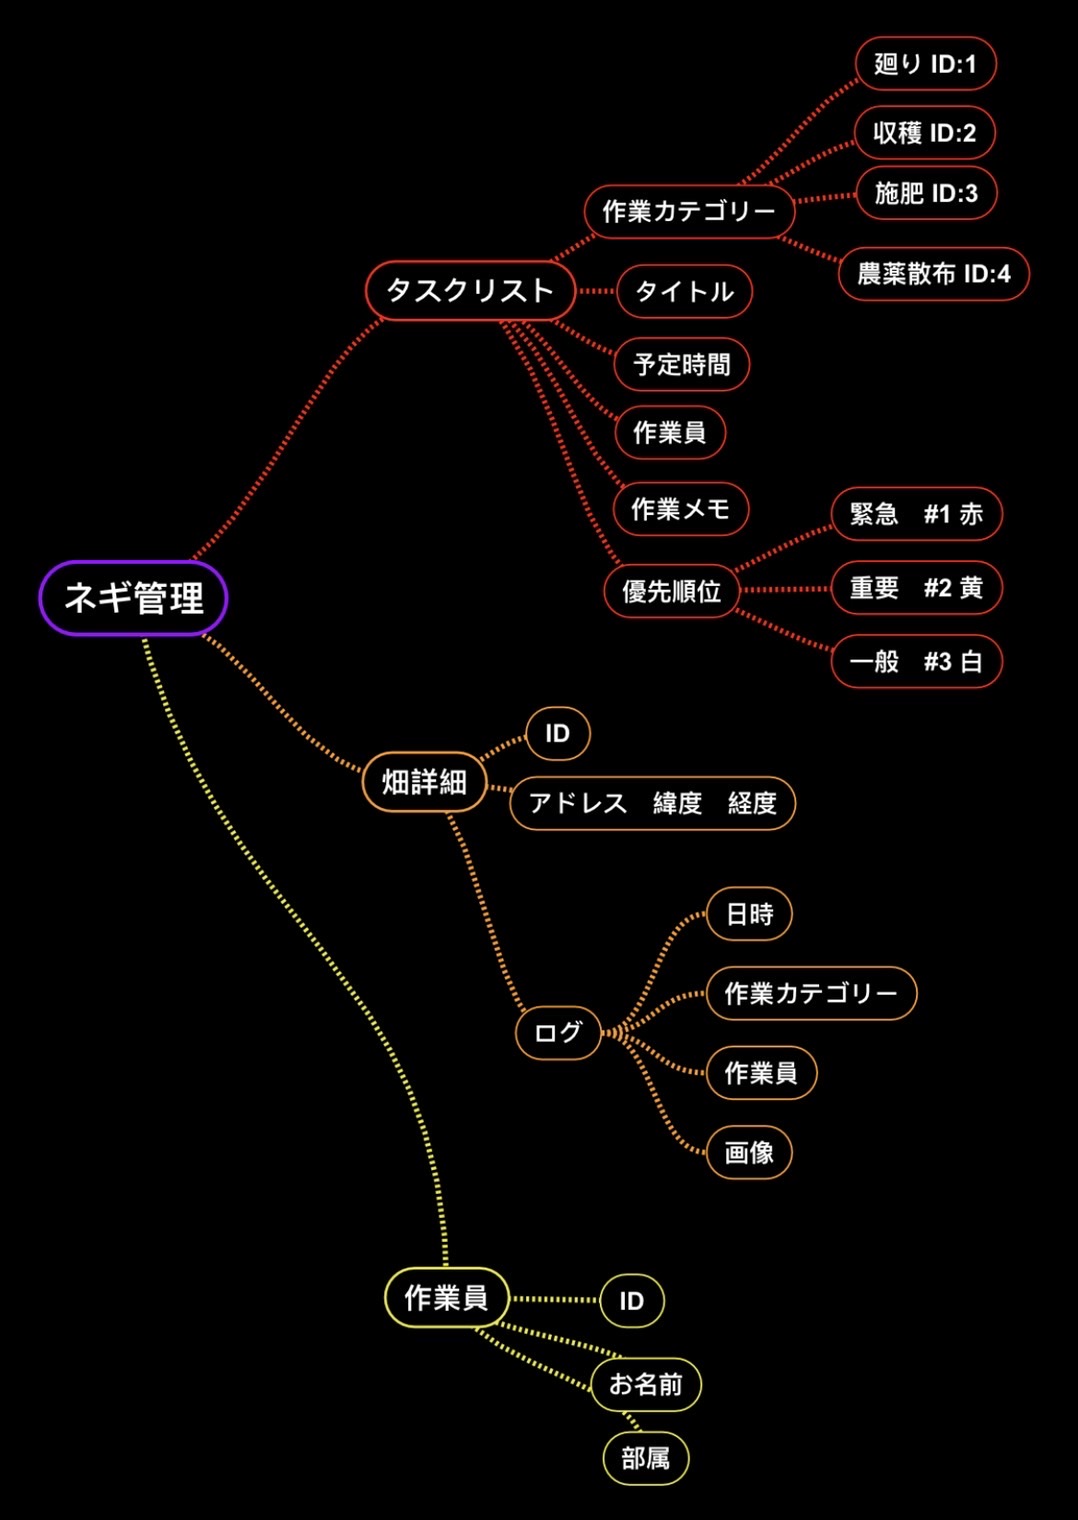 ネギ管理
タスクリスト
作業カテゴリー
廻り ID:1
収穫 ID:2
施肥 ID:3
農薬散布 ID:4
タイトル
予定時間
作業員
作業メモ
優先順位
緊急　#1 赤
重要　#2 黄
一般　#3 白
畑詳細
ID
アドレス　緯度　経度
ログ
日時
作業カテゴリー
作業員
画像
作業員
ID
お名前
部属